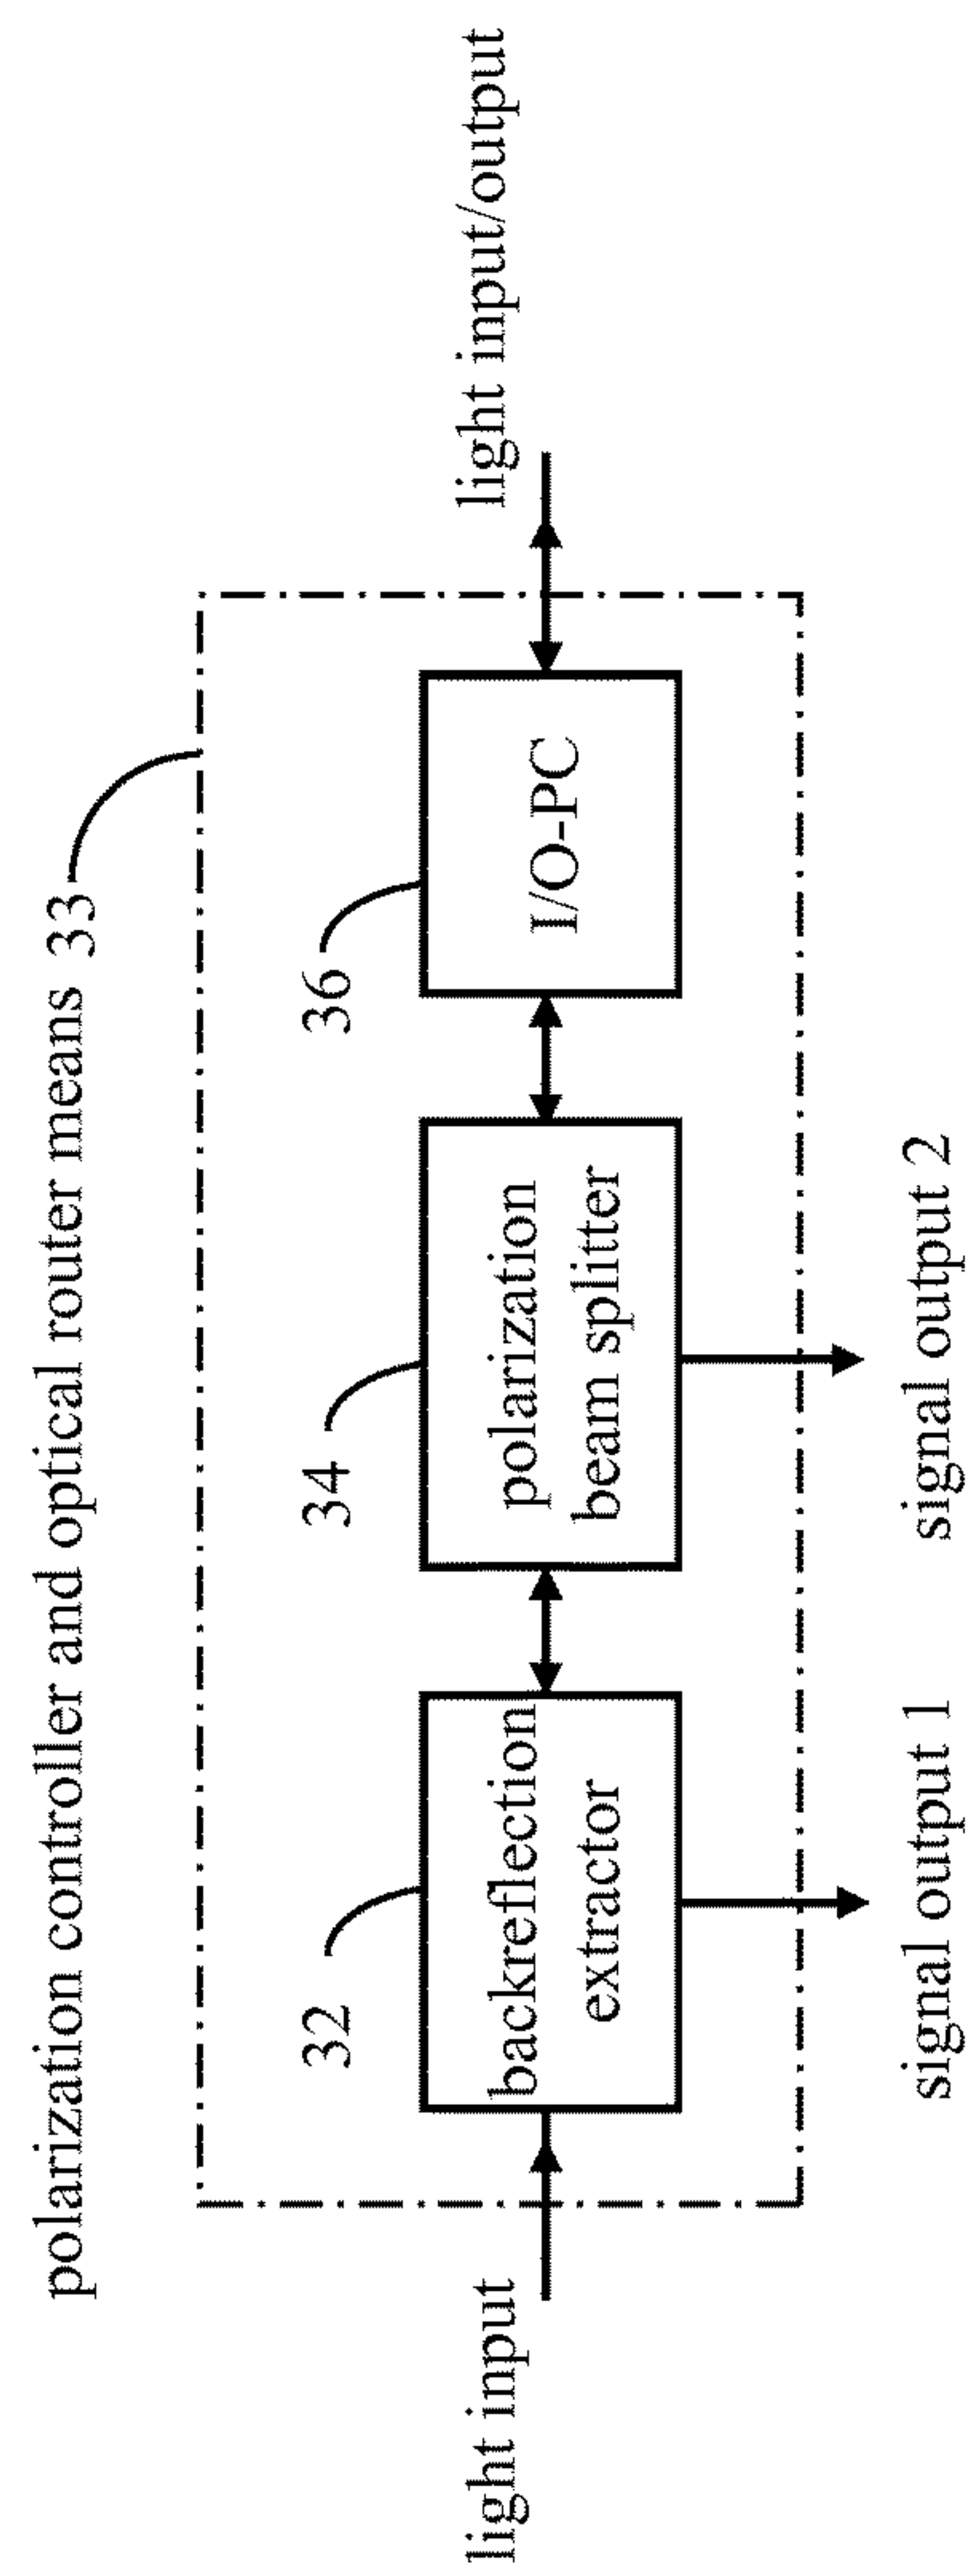 polarization controller and optical router means 33
32
34
36
light input
backreflection
extractor
polarization
beam splitter
I/O-PC
light input/output
signal output 1
signal output 2